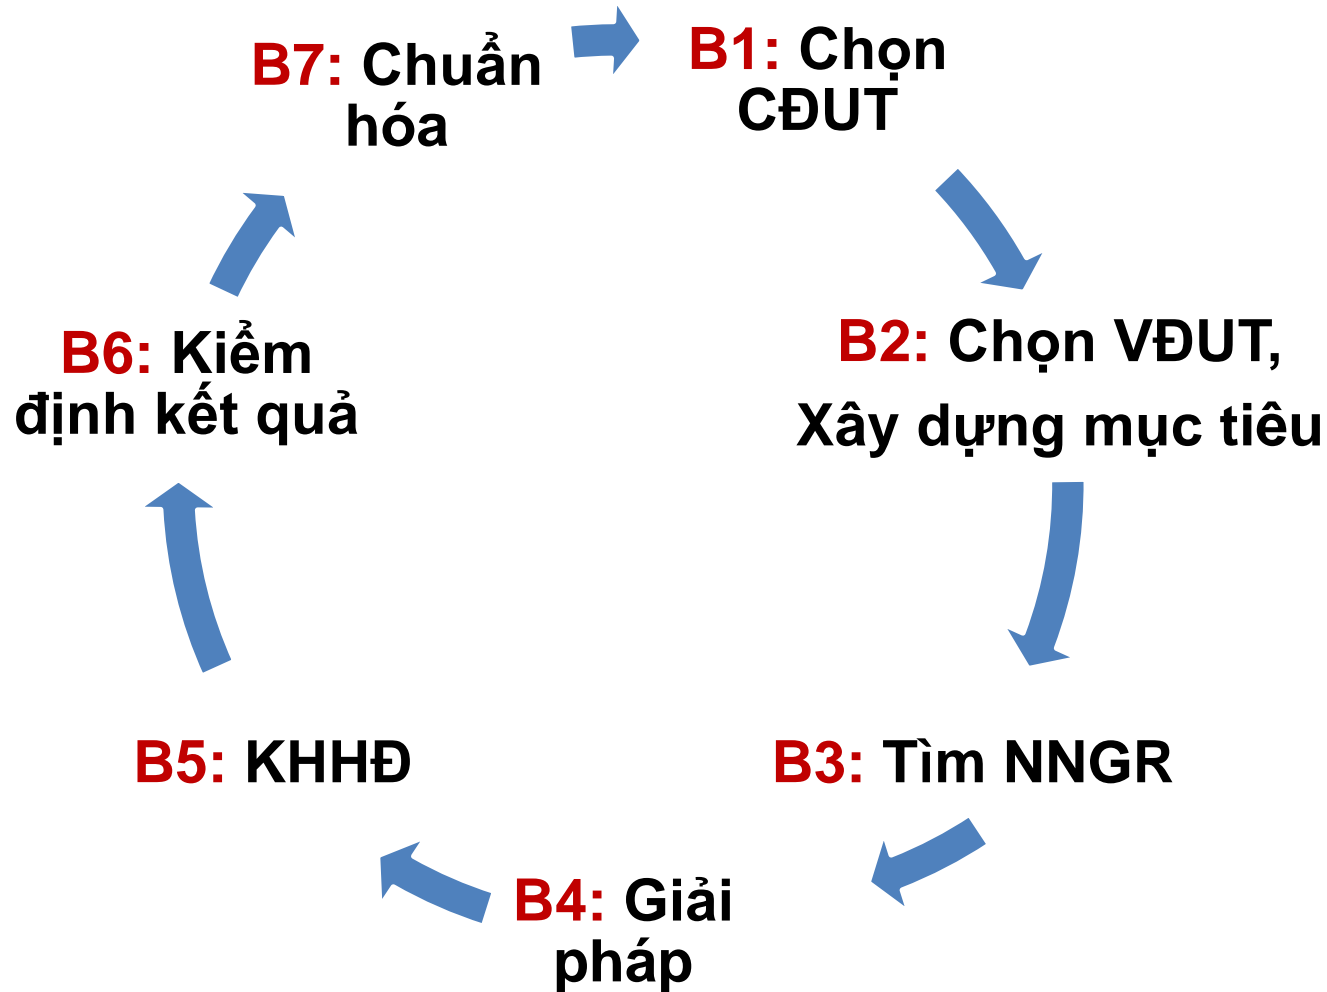 B1: Chọn
CĐUT
B2: Chọn VĐUT,
Xây dựng mục tiêu
B3: Tìm NNGR
B4: Giải
pháp
B5: KHHĐ
B6: Kiểm
định kết quả
B7: Chuẩn
hóa